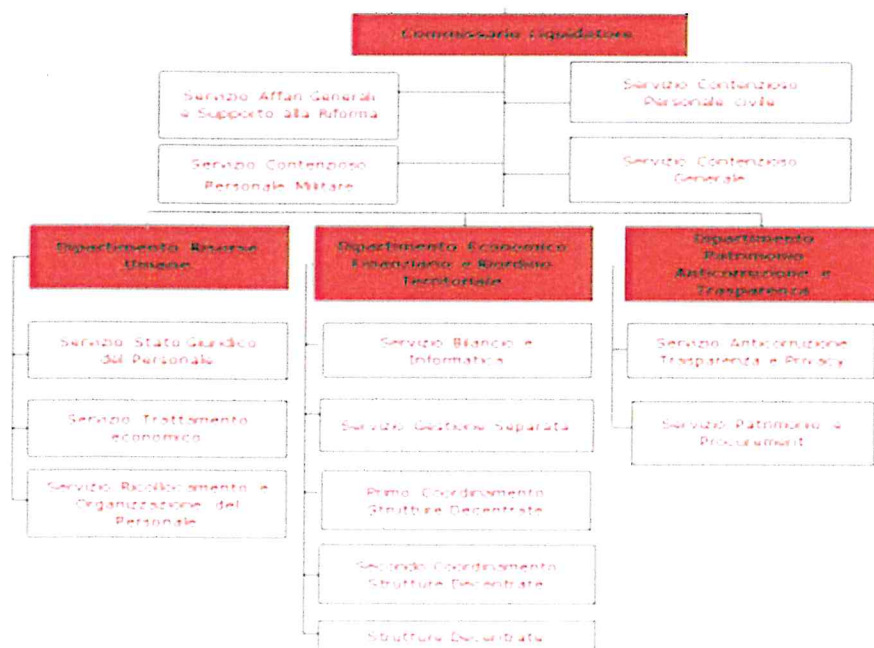 Commissario Liquidatore
Servizio Affari Generali
e Supporto alla Riforma
Servizio Contenzioso
Personale civile
Servizio Contenzioso
Personale Militare
Servizio Contenzioso
Generale
Dipartimento Risorse
Umane
Dipartimento Economico
Finanziario e Riordino
Territoriale
Dipartimento
Patrimonio
Anticorruzione e
Trasparenza
Servizio Stato Giuridico
del Personale
Servizio Trattamento
economico
Servizio Ricollocamento e
Organizzazione del
Personale
Servizio Bilancio e
Informatica
Servizio Gestione Separata
Primo Coordinamento
Strutture Decentrate
Secondo Coordinamento
Strutture Decentrate
Strutture Decentrate
Servizio Anticorruzione
Trasparenza e Privacy
Servizio Patrimonio e
Procurement